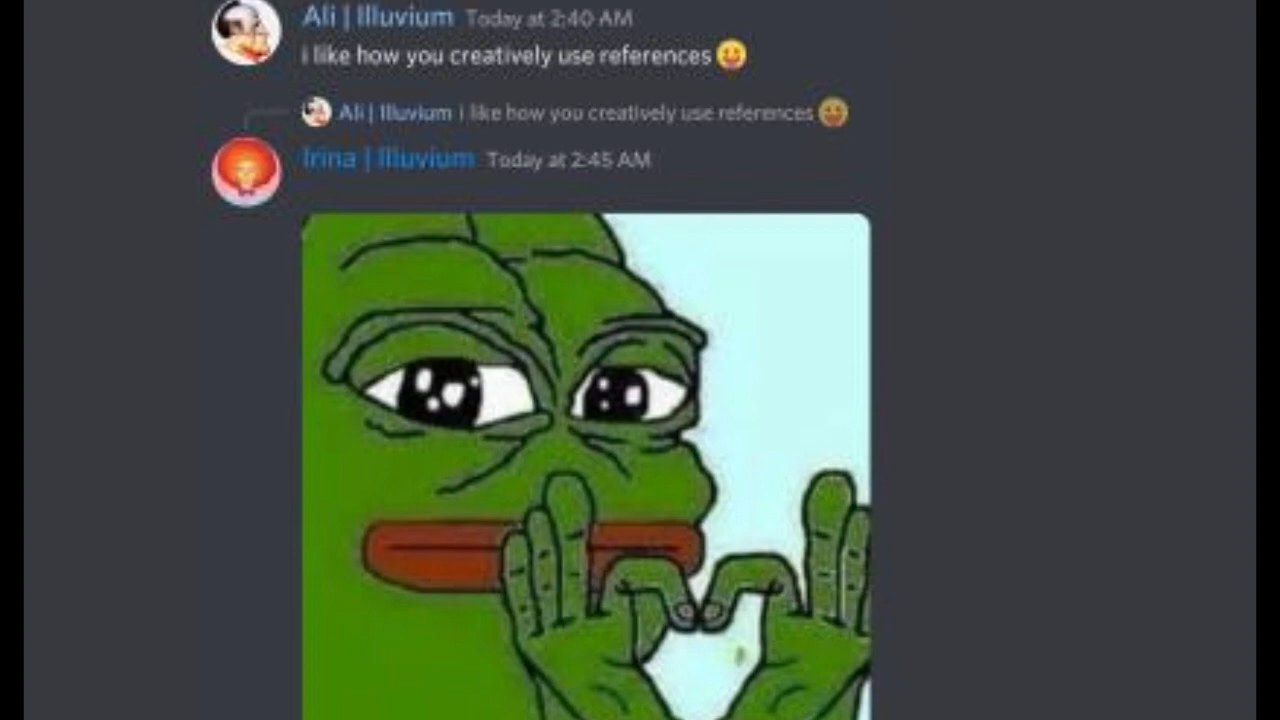 Ali | Illuvium Today at 2:40 AM
i like how you creatively use references 😛
Ali | Illuvium i like how you creatively use references 😛
Irina | Illuvium Today at 2:45 AM